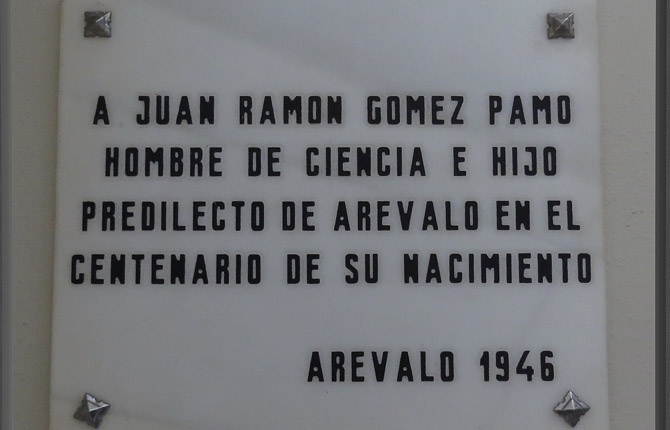 A JUAN RAMON GOMEZ PAMO
HOMBRE DE CIENCIA E HIJO
PREDILECTO DE AREVALO EN EL
CENTENARIO DE SU NACIMIENTO
AREVALO 1946